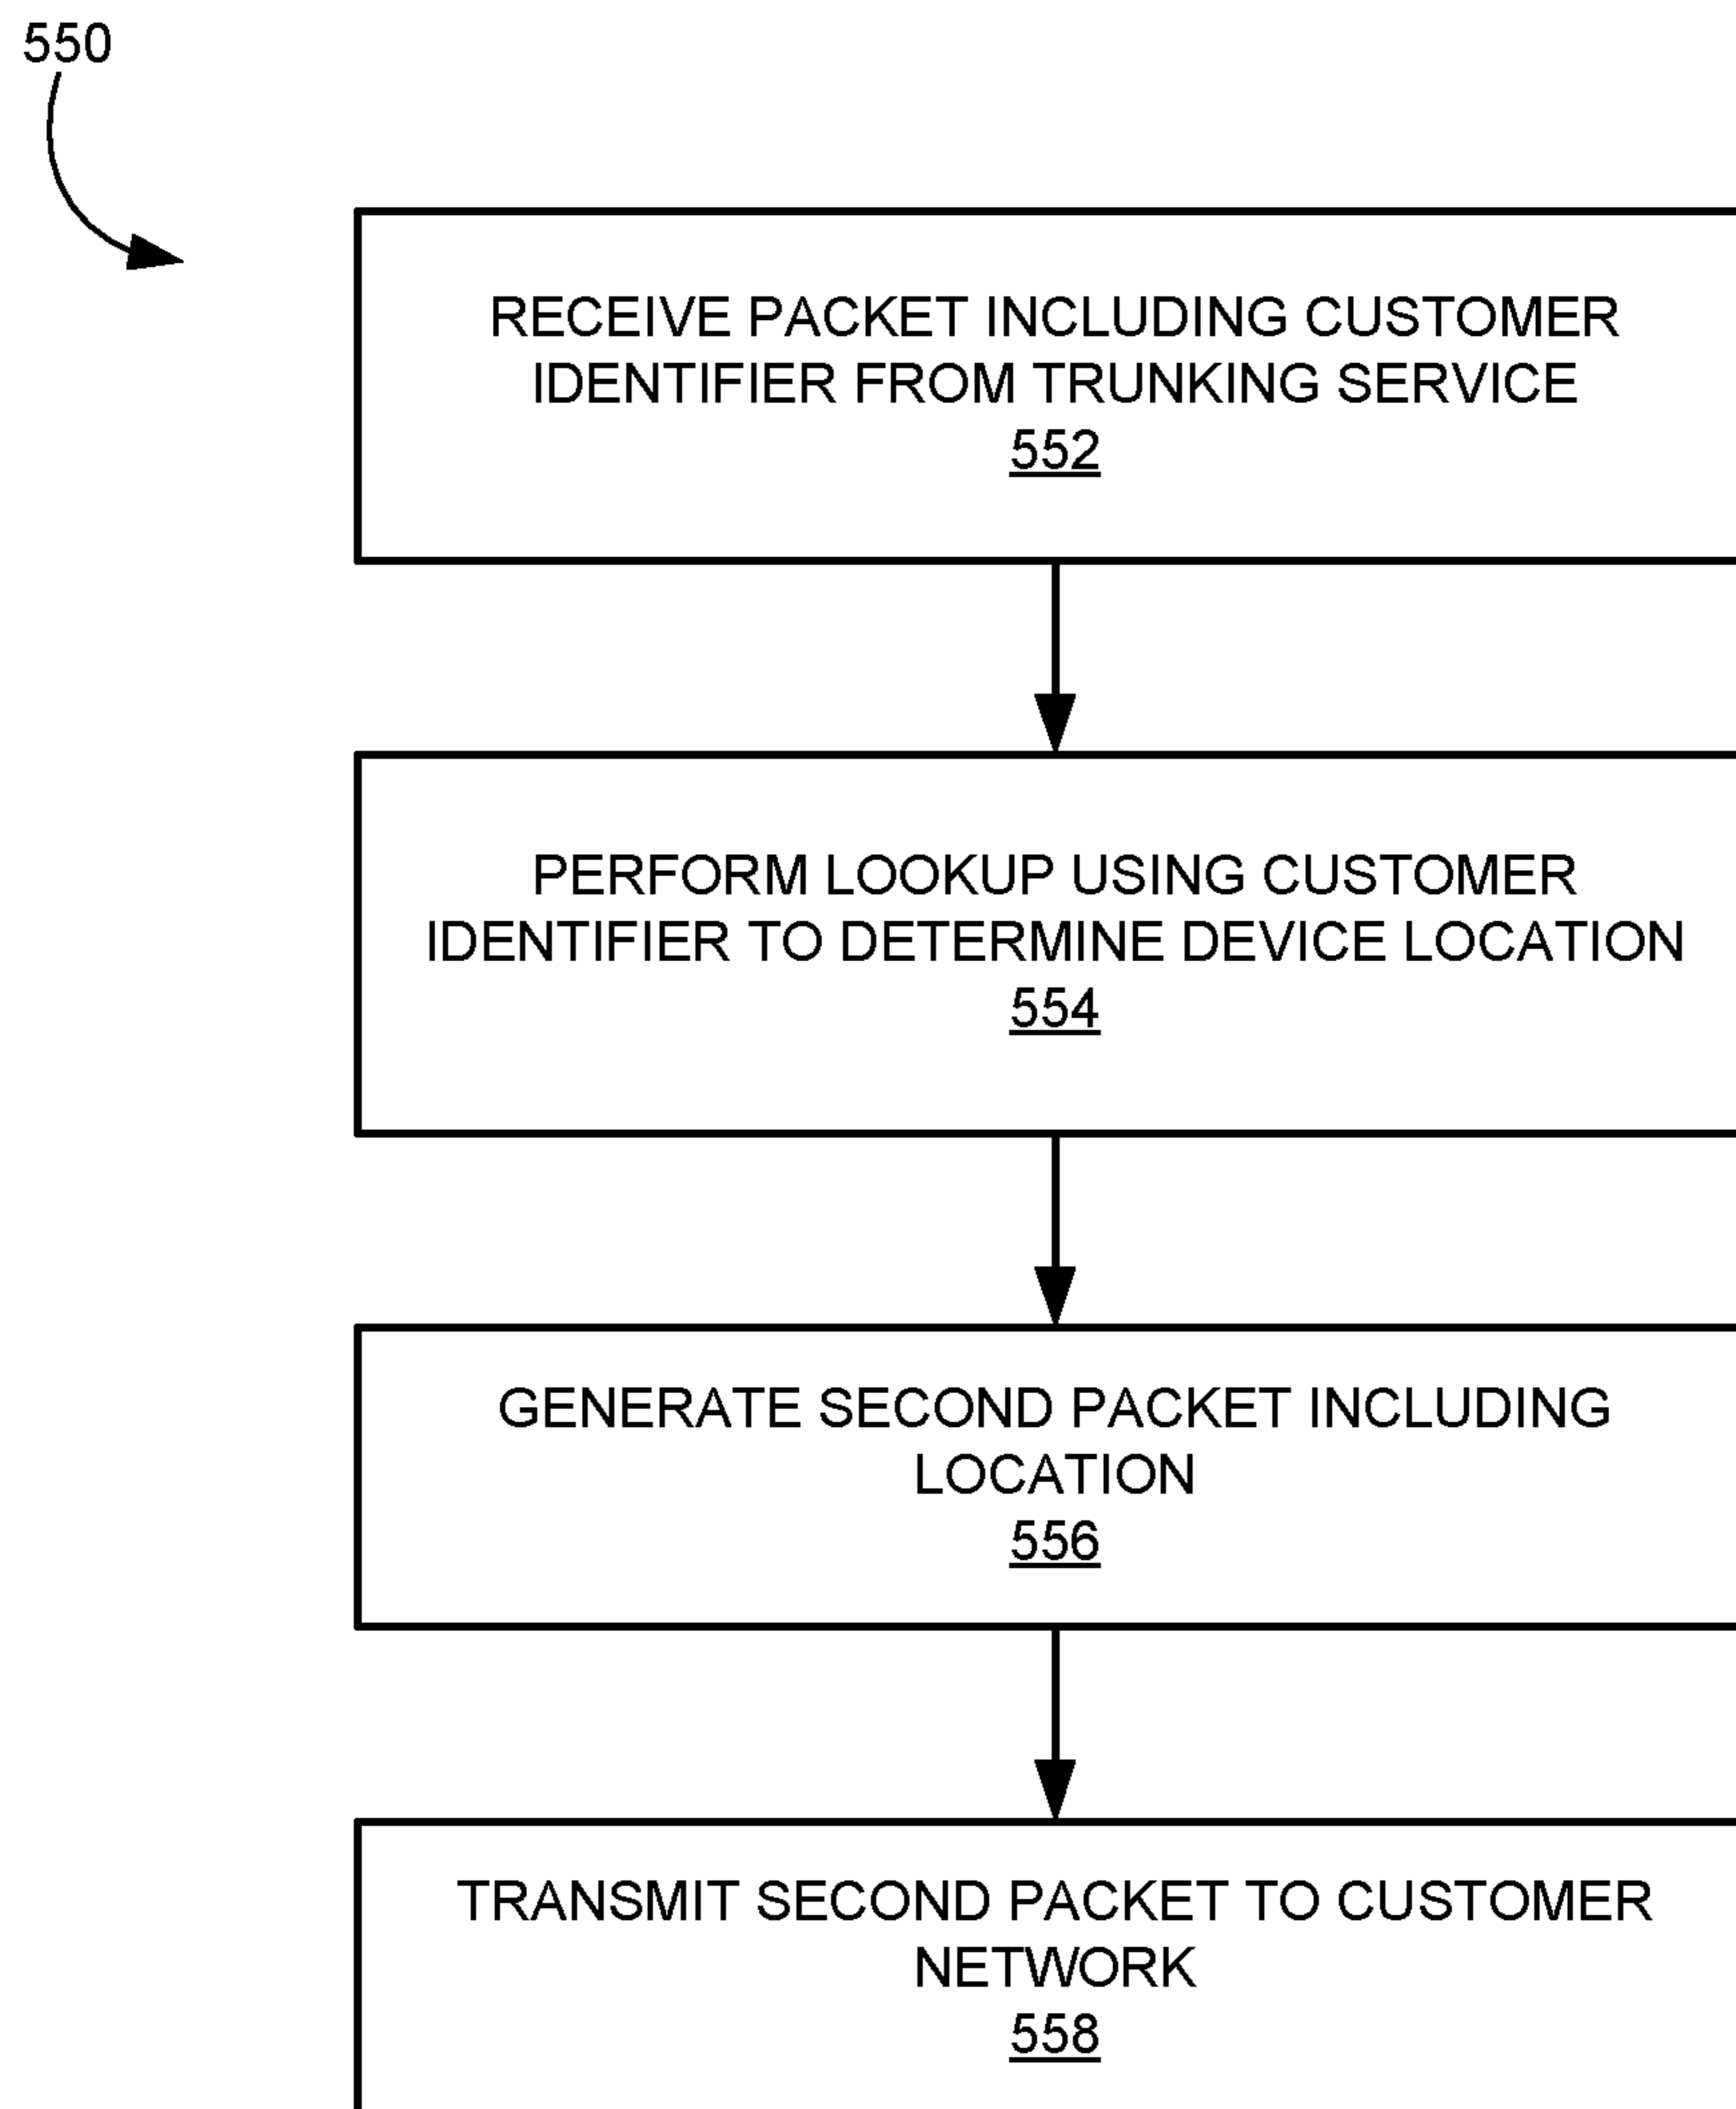 550
RECEIVE PACKET INCLUDING CUSTOMER
IDENTIFIER FROM TRUNKING SERVICE
552
PERFORM LOOKUP USING CUSTOMER
IDENTIFIER TO DETERMINE DEVICE LOCATION
554
GENERATE SECOND PACKET INCLUDING
LOCATION
556
TRANSMIT SECOND PACKET TO CUSTOMER
NETWORK
558